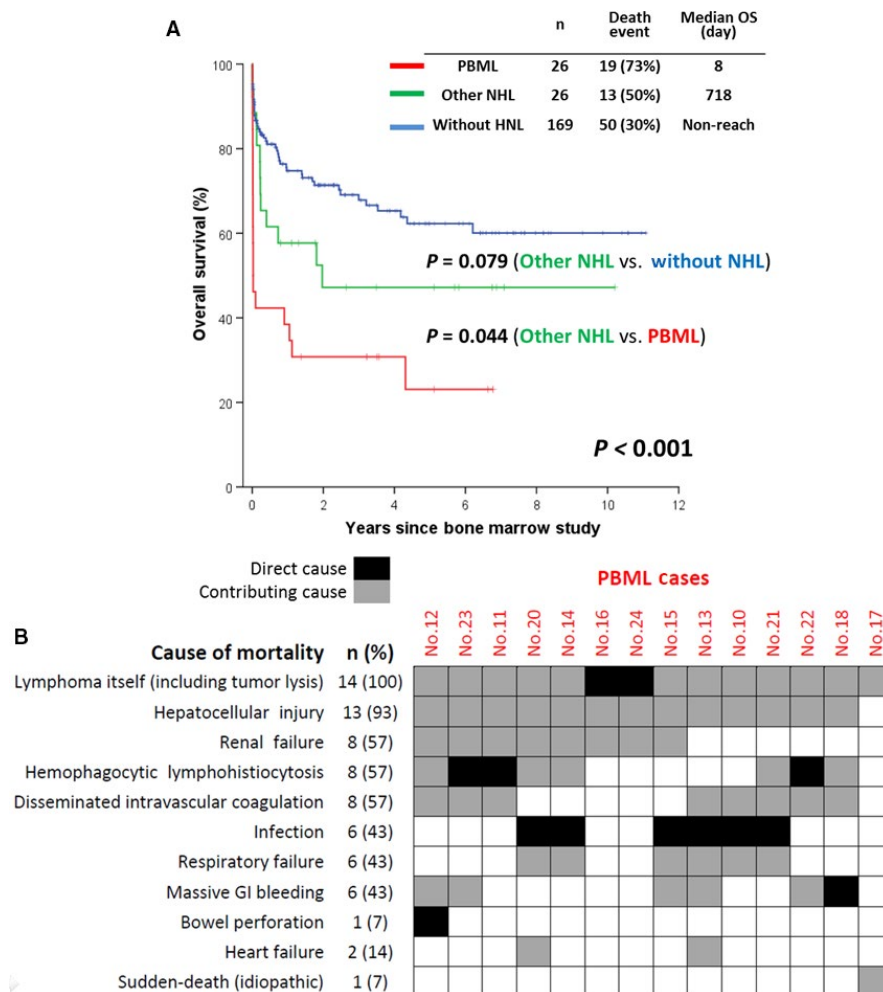 A
n Death event Median OS (day)
PBML 26 19 (73%) 8
Other NHL 26 13 (50%) 718
Without HNL 169 50 (30%) Non-reach
Overall survival (%)
100
80
60
40
20
0
P = 0.079 (Other NHL vs. without NHL)
P = 0.044 (Other NHL vs. PBML)
P < 0.001
0 2 4 6 8 10 12
Years since bone marrow study
Direct cause
Contributing cause
PBML cases
B
Cause of mortality n (%) No.12 No.23 No.11 No.20 No.14 No.16 No.24 No.15 No.13 No.10 No.21 No.22 No.18 No.17
Lymphoma itself (including tumor lysis) 14 (100)
Hepatocellular injury 13 (93)
Renal failure 8 (57)
Hemophagocytic lymphohistiocytosis 8 (57)
Disseminated intravascular coagulation 8 (57)
Infection 6 (43)
Respiratory failure 6 (43)
Massive GI bleeding 6 (43)
Bowel perforation 1 (7)
Heart failure 2 (14)
Sudden-death (idiopathic) 1 (7)